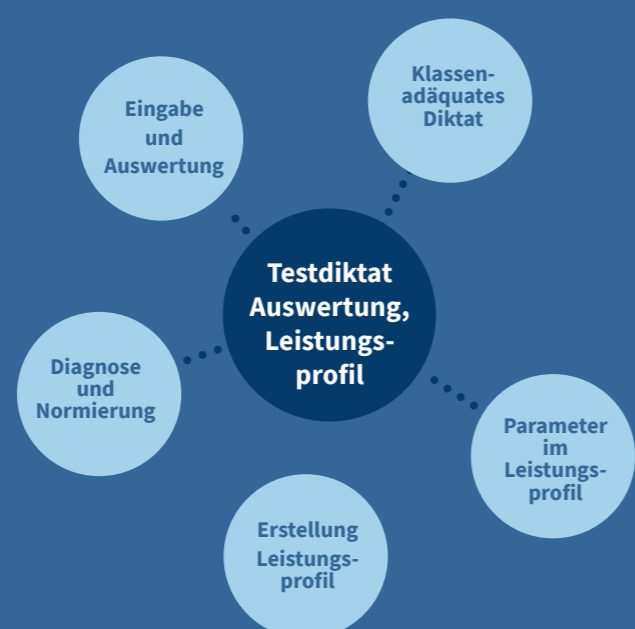 Klassen-
adäquates
Diktat
Eingabe
und
Auswertung
Testdiktat
Auswertung,
Leistungs-
profil
Diagnose
und
Normierung
Parameter
im
Leistungs-
profil
Erstellung
Leistungs-
profil